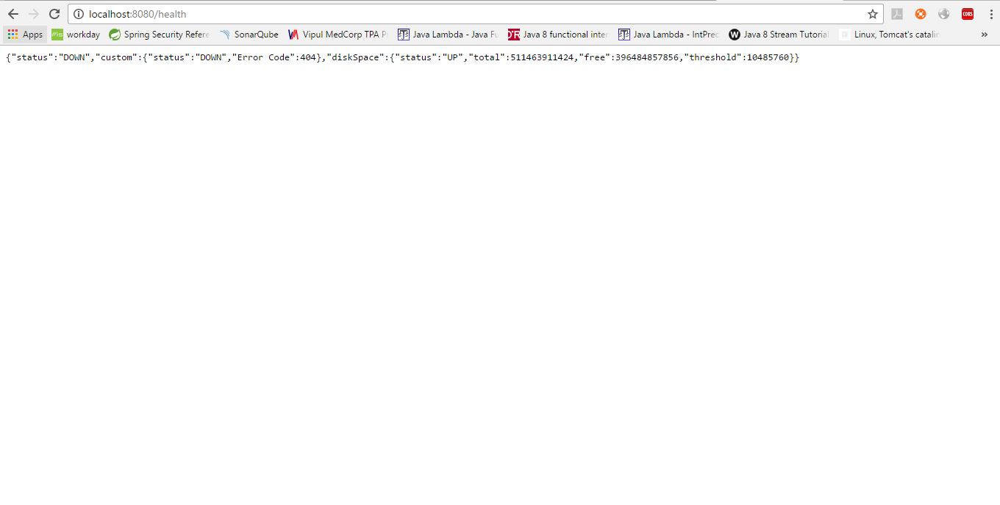 localhost:8080/health
Apps workday Spring Security Refere SonarQube Vipul MedCorp TPA P Java Lambda - Java Fu Java 8 functional inter Java Lambda - IntPrec Java 8 Stream Tutorial Linux, Tomcat's catalin »
{"status":"DOWN","custom":{"status":"DOWN","Error Code":404},"diskSpace":{"status":"UP","total":511463911424,"free":396484857856,"threshold":10485760}}